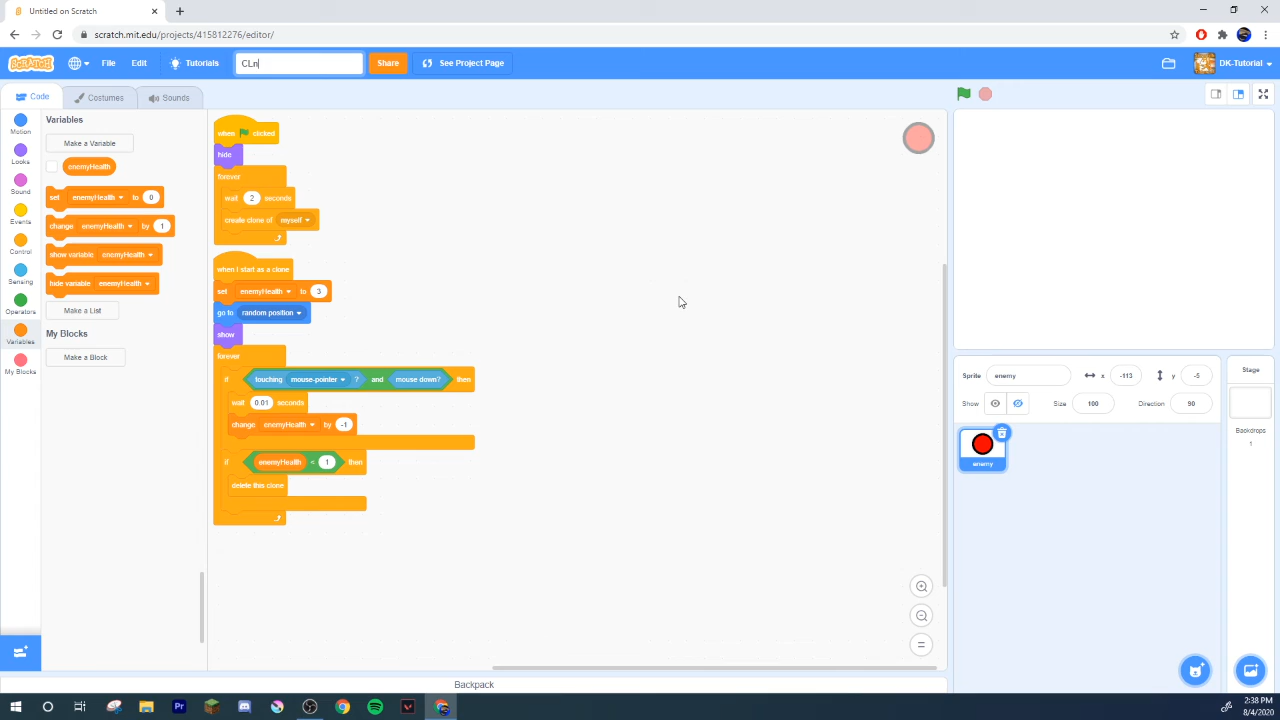 Untitled on Scratch
scratch.mit.edu/projects/415812276/editor/
SCRATCH
File
Edit
Tutorials
CLn
Share
See Project Page
DK-Tutorial
Code
Costumes
Sounds
Motion
Looks
Sound
Events
Control
Sensing
Operators
Variables
My Blocks
Variables
Make a Variable
enemyHealth
set enemyHealth to 0
change enemyHealth by 1
show variable enemyHealth
hide variable enemyHealth
Make a List
My Blocks
Make a Block
when clicked
hide
forever
wait 2 seconds
create clone of myself
when I start as a clone
set enemyHealth to 3
go to random position
show
forever
if touching mouse-pointer ? and mouse down? then
wait 0.01 seconds
change enemyHealth by -1
if enemyHealth < 1 then
delete this clone
Sprite enemy x -113 y -5
Show Size 100 Direction 90
enemy
Stage
Backdrops
1
Backpack
Pr
2:38 PM
8/4/2020